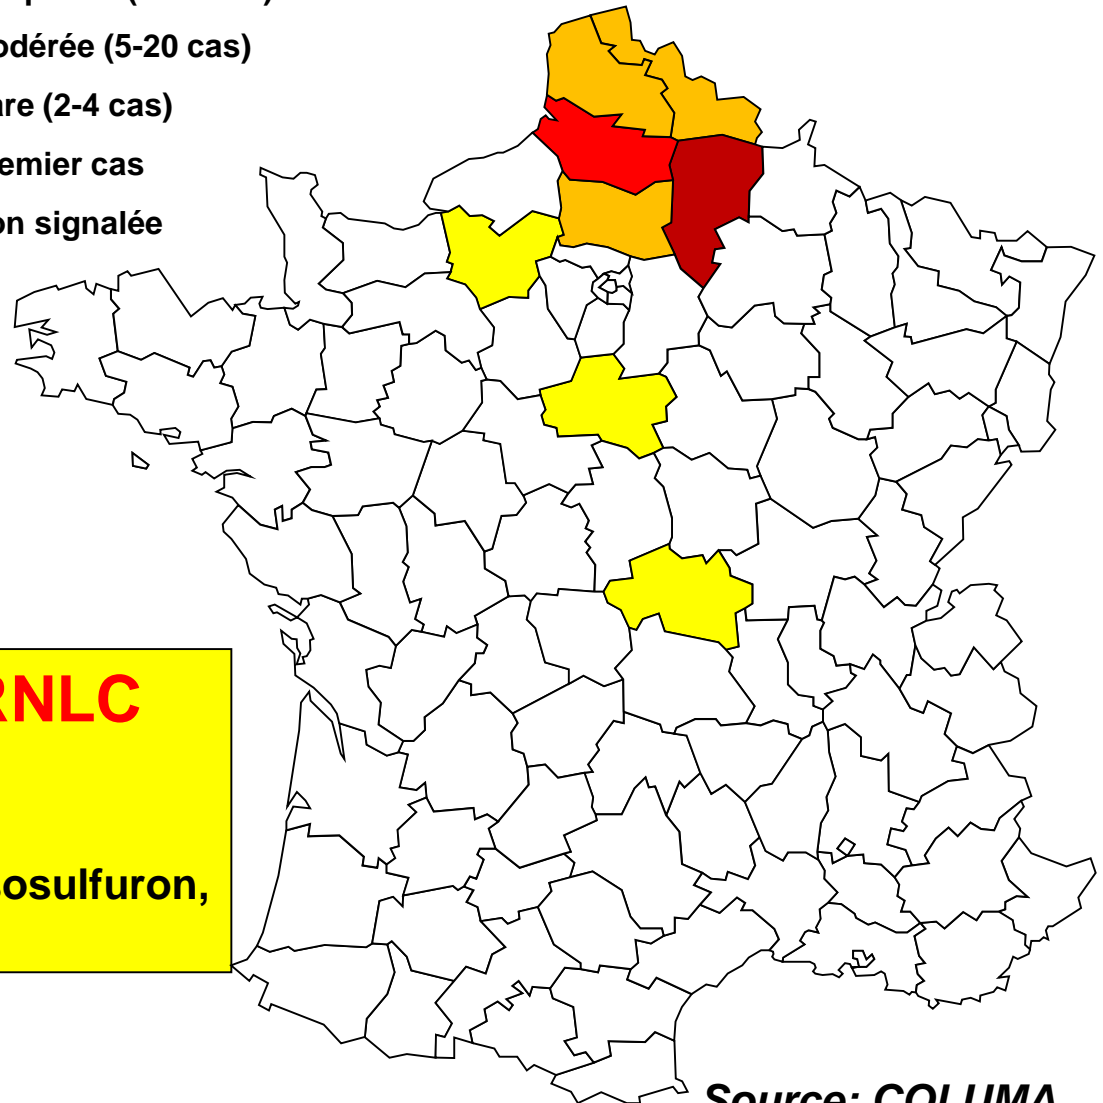 odérée (5-20 cas)
are (2-4 cas)
emier cas
on signalée
RNLC
osulfuron,
Source: COLUMA